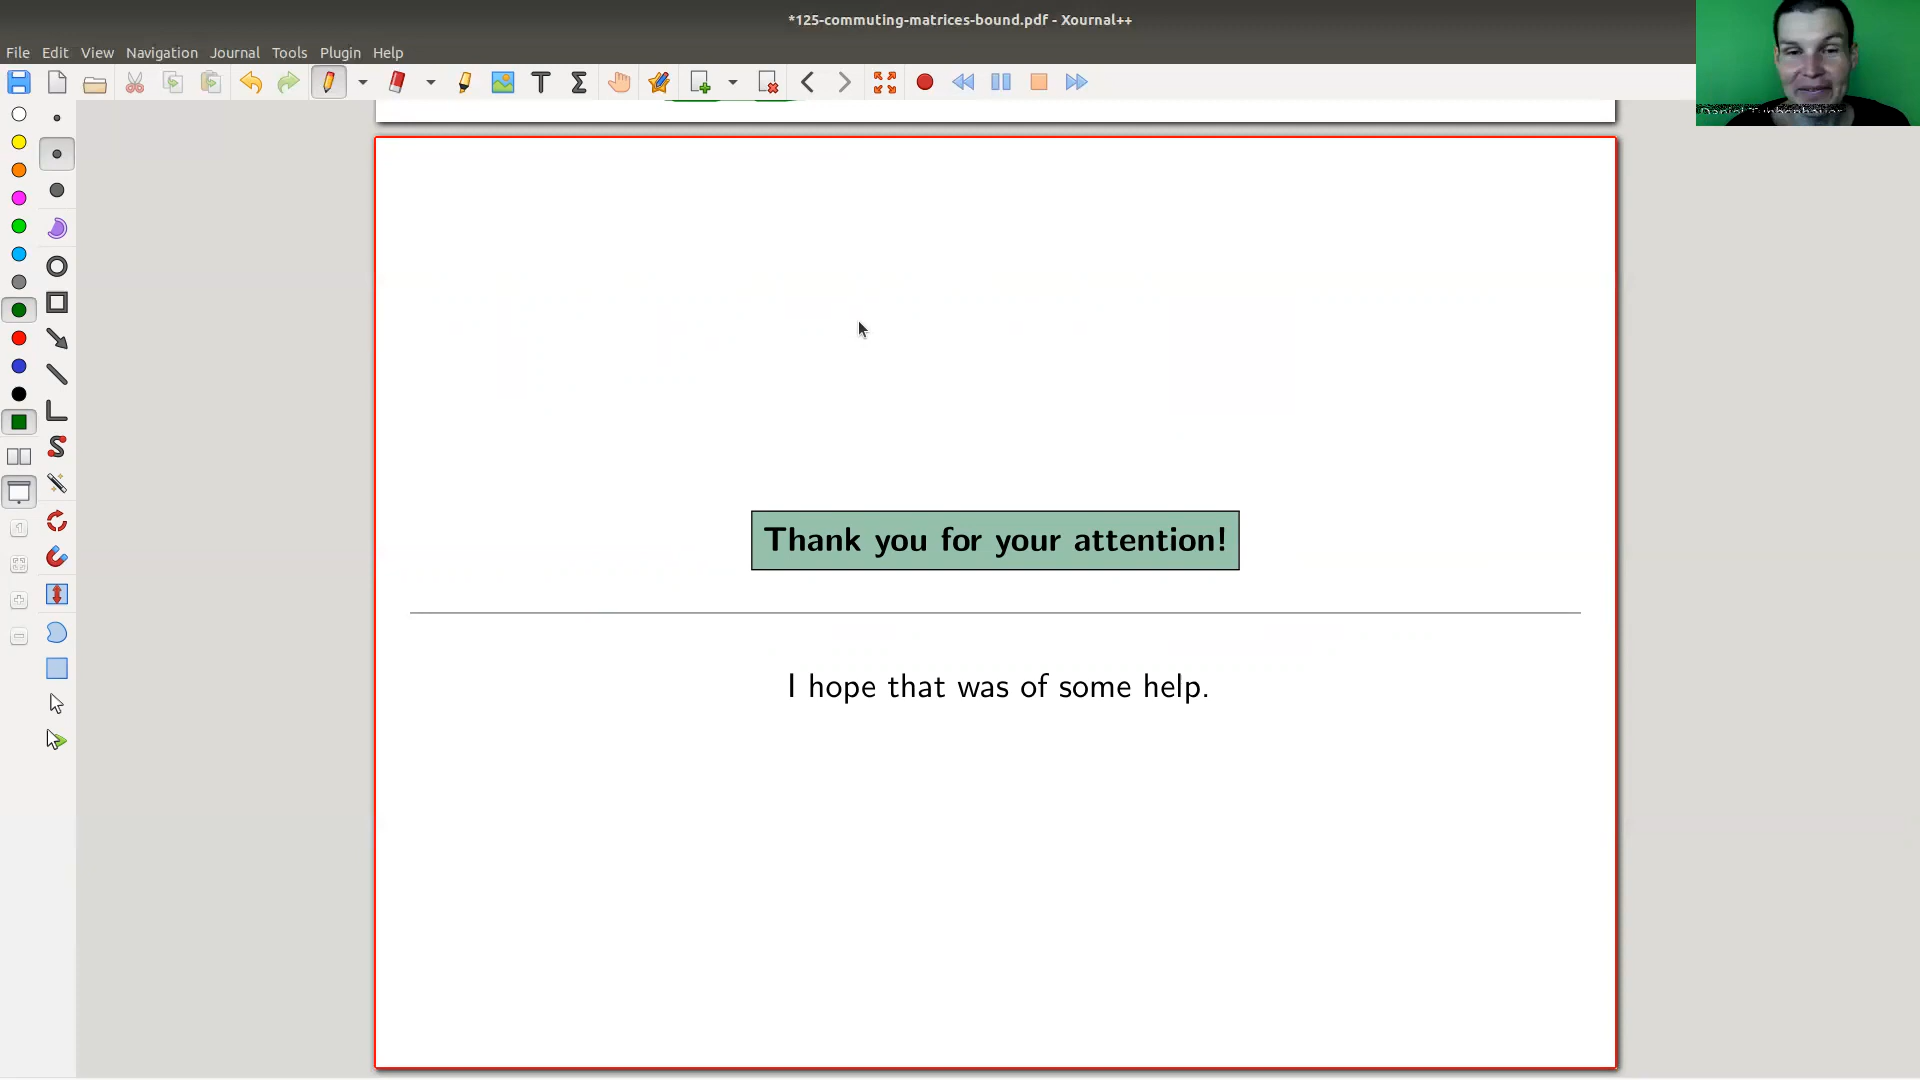 *125-commuting-matrices-bound.pdf - Xournal++
File Edit View Navigation Journal Tools Plugin Help
Thank you for your attention!
I hope that was of some help.